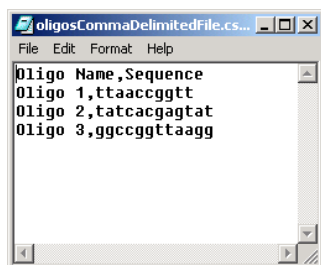 oligosCommaDelimitedFile.cs...
File Edit Format Help
Oligo Name,Sequence
Oligo 1,ttaaccggtt
Oligo 2,tatcacgagtat
Oligo 3,ggccggttaagg